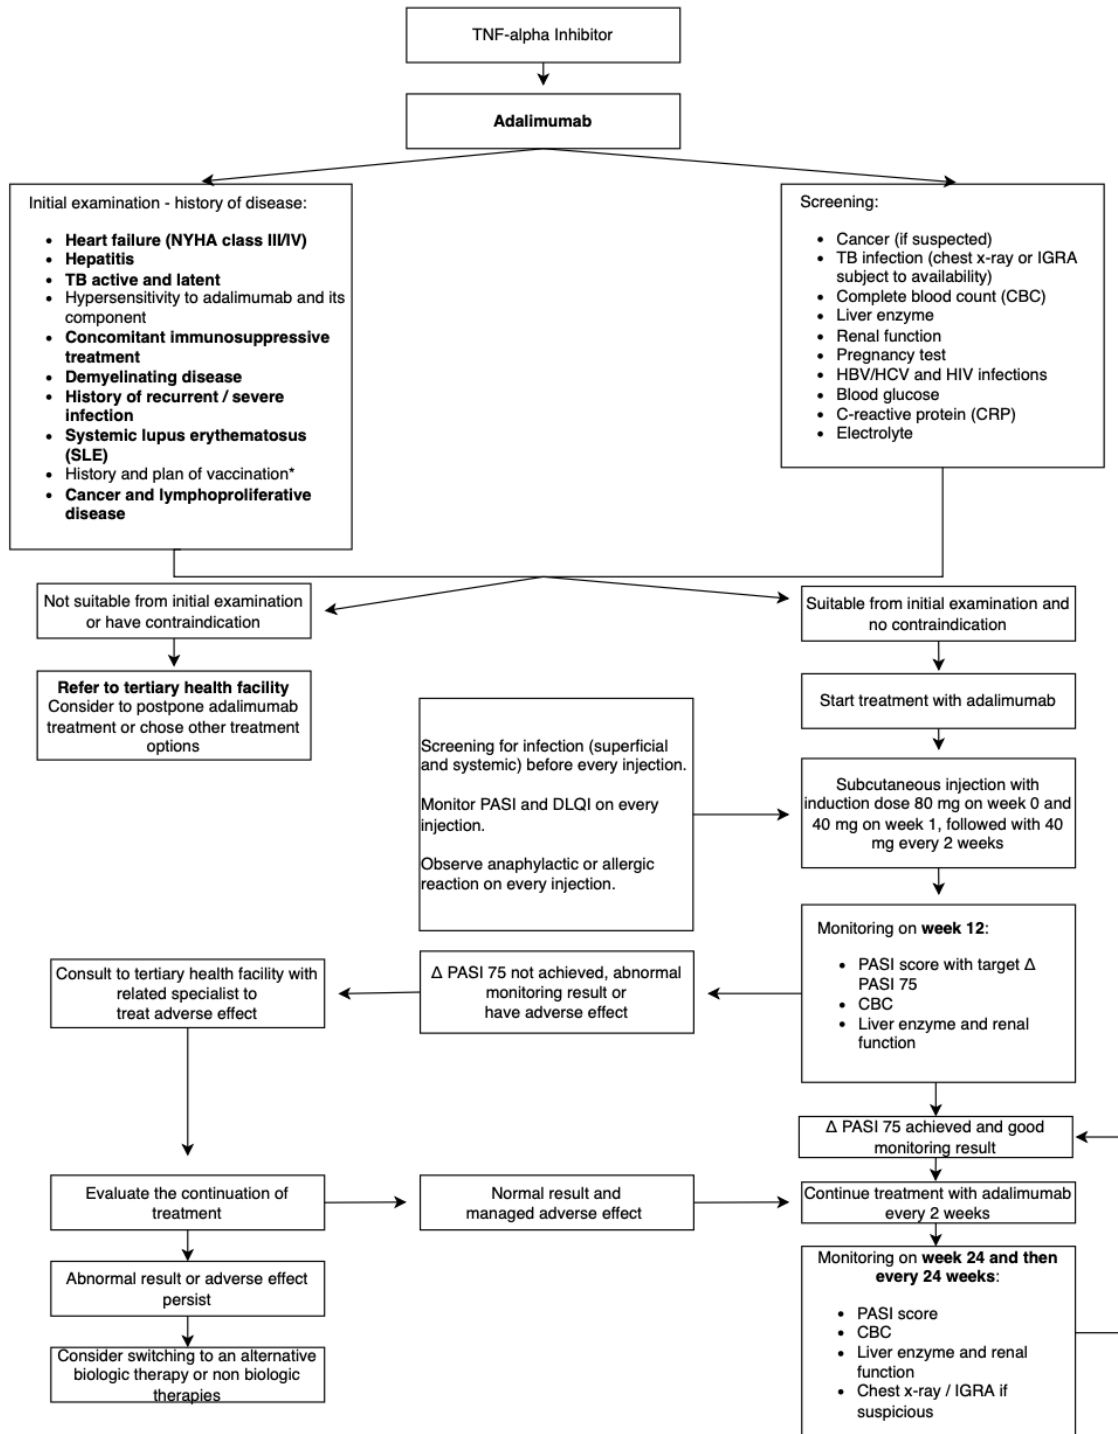 TNF-alpha Inhibitor
Adalimumab
Initial examination - history of disease:
• Heart failure (NYHA class III/IV)
• Hepatitis
• TB active and latent
• Hypersensitivity to adalimumab and its
component
• Concomitant immunosuppressive
treatment
• Demyelinating disease
• History of recurrent / severe
infection
• Systemic lupus erythematosus
(SLE)
• History and plan of vaccination*
• Cancer and lymphoproliferative
disease
Screening:
• Cancer (if suspected)
• TB infection (chest x-ray or IGRA
subject to availability)
• Complete blood count (CBC)
• Liver enzyme
• Renal function
• Pregnancy test
• HBV/HCV and HIV infections
• Blood glucose
• C-reactive protein (CRP)
• Electrolyte
Not suitable from initial examination
or have contraindication
Refer to tertiary health facility
Consider to postpone adalimumab
treatment or chose other treatment
options
Suitable from initial examination and
no contraindication
Start treatment with adalimumab
Screening for infection (superficial
and systemic) before every injection.
Monitor PASI and DLQI on every
injection.
Observe anaphylactic or allergic
reaction on every injection.
Subcutaneous injection with
induction dose 80 mg on week 0 and
40 mg on week 1, followed with 40
mg every 2 weeks
Monitoring on week 12:
• PASI score with target Δ
PASI 75
• CBC
• Liver enzyme and renal
function
Δ PASI 75 not achieved, abnormal
monitoring result or
have adverse effect
Consult to tertiary health facility with
related specialist to
treat adverse effect
Δ PASI 75 achieved and good
monitoring result
Evaluate the continuation of
treatment
Normal result and
managed adverse effect
Continue treatment with adalimumab
every 2 weeks
Abnormal result or adverse effect
persist
Consider switching to an alternative
biologic therapy or non biologic
therapies
Monitoring on week 24 and then
every 24 weeks:
• PASI score
• CBC
• Liver enzyme and renal
function
• Chest x-ray / IGRA if
suspicious